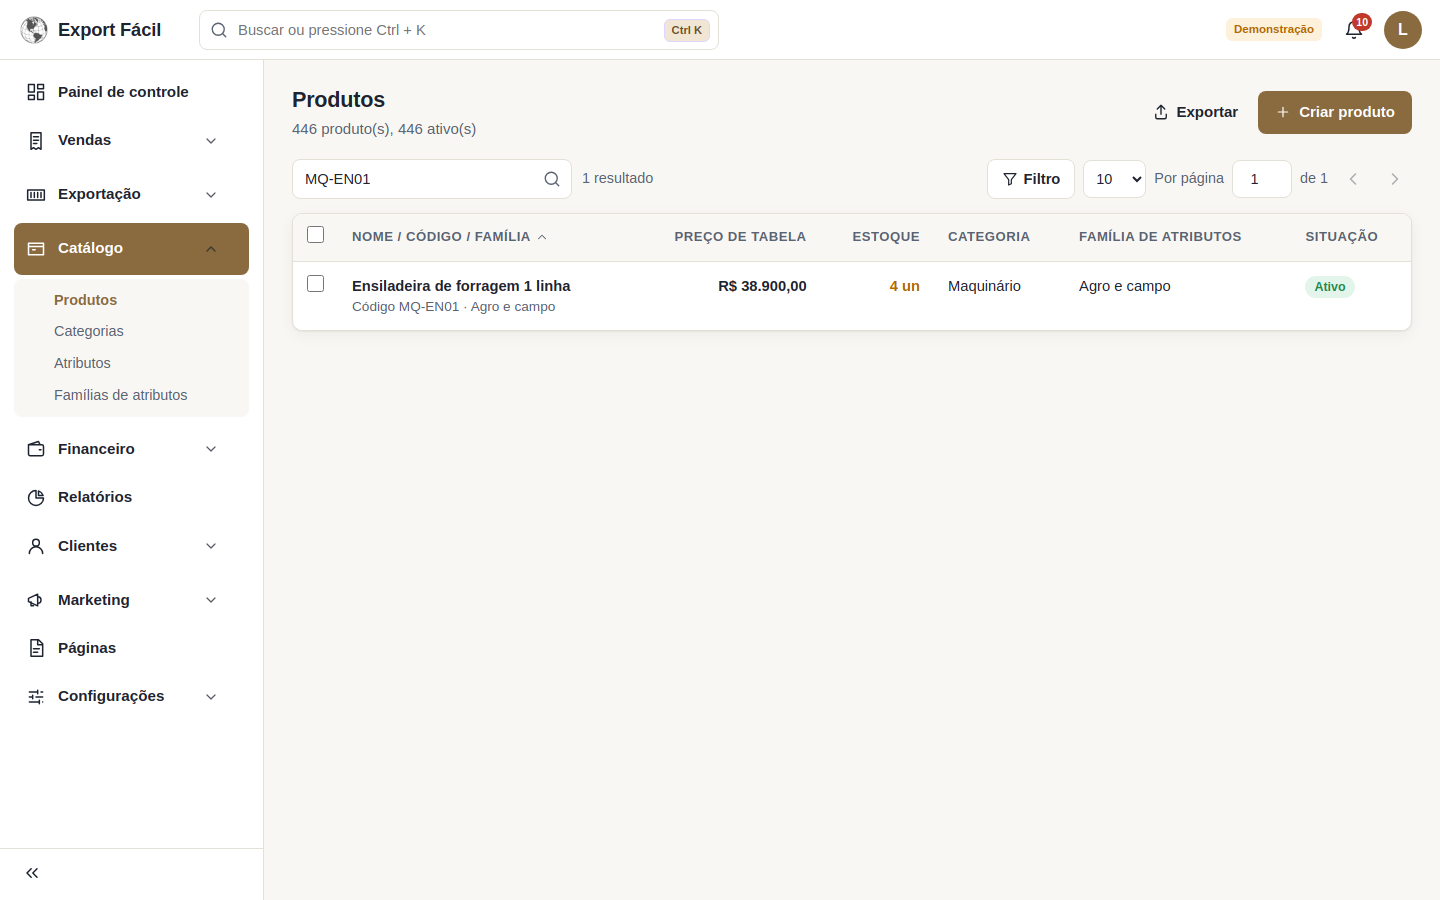 Export Fácil
Buscar ou pressione Ctrl + K
Ctrl K
Demonstração
10
L
Painel de controle
Vendas
Exportação
Catálogo
Produtos
Categorias
Atributos
Famílias de atributos
Financeiro
Relatórios
Clientes
Marketing
Páginas
Configurações
Produtos
446 produto(s), 446 ativo(s)
Exportar
Criar produto
MQ-EN01
1 resultado
Filtro
10
Por página
1
de 1
NOME / CÓDIGO / FAMÍLIA
PREÇO DE TABELA
ESTOQUE
CATEGORIA
FAMÍLIA DE ATRIBUTOS
SITUAÇÃO
Ensiladeira de forragem 1 linha
R$ 38.900,00
4 un
Maquinário
Agro e campo
Ativo
Código MQ-EN01 · Agro e campo